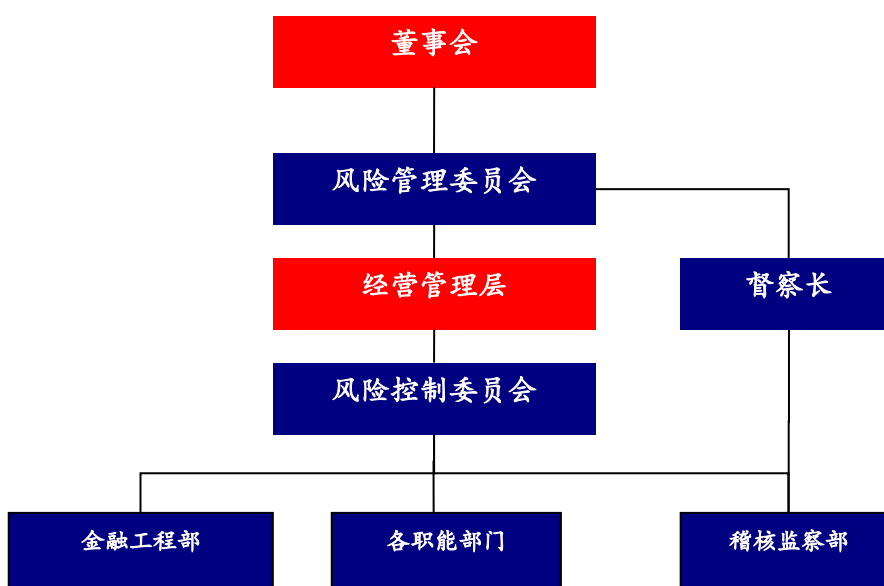 董事会
风险管理委员会
经营管理层
督察长
风险控制委员会
金融工程部
各职能部门
稽核监察部